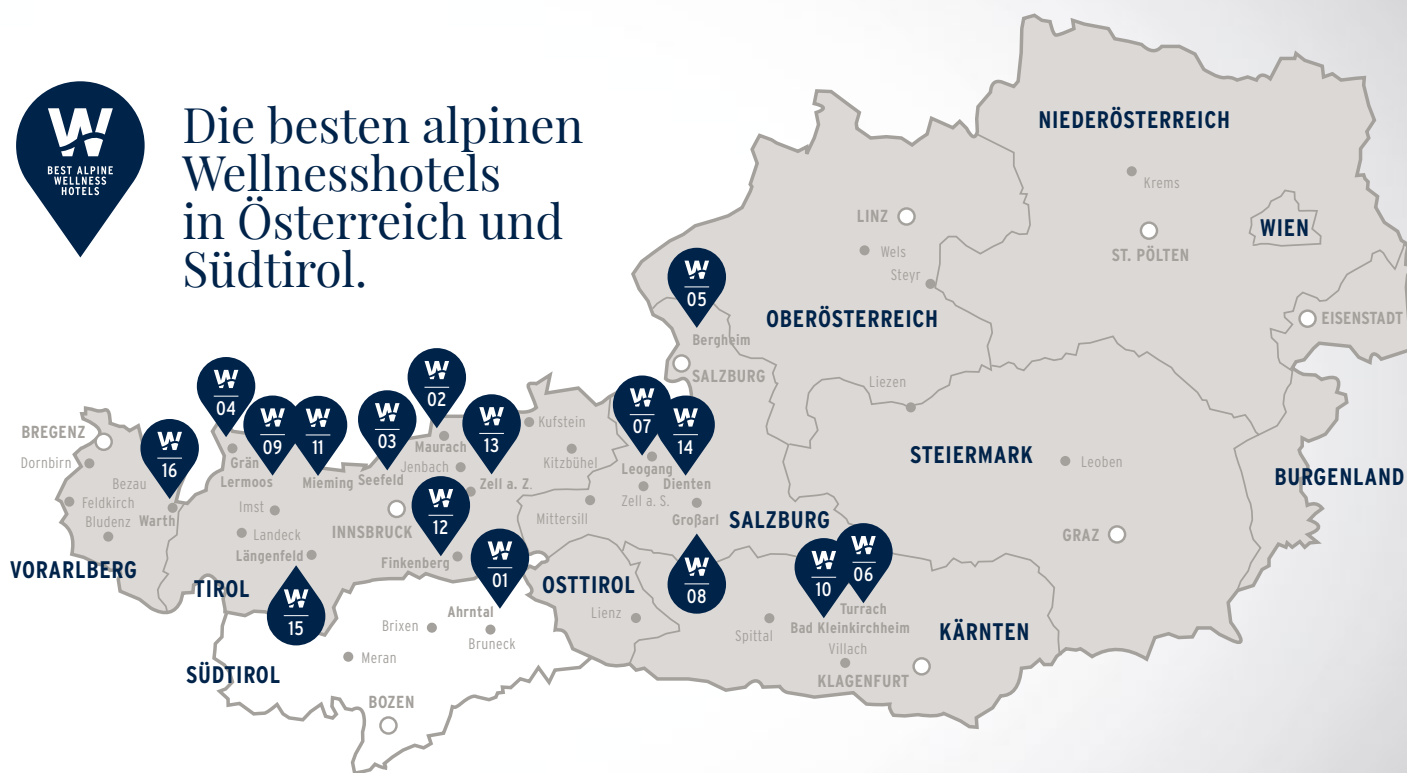 W
BEST ALPINE
WELLNESS
HOTELS
Die besten alpinen
Wellnesshotels
in Österreich und
Südtirol.
NIEDERÖSTERREICH
Krems
LINZ
WIEN
ST. PÖLTEN
Wels
Steyr
W
05
OBERÖSTERREICH
EISENSTADT
Bergheim
SALZBURG
Liezen
W
04
W
09
W
11
W
03
W
02
W
13
W
07
W
14
W
16
BREGENZ
Dornbirn
Bezau
Feldkirch
Bludenz
Warth
VORARLBERG
Grän
Lermoos
Mieming
Seefeld
Maurach
Jenbach
Zell a. Z.
Kufstein
Kitzbühel
Mittersill
Leogang
Dienten
Zell a. S.
Großarl
SALZBURG
STEIERMARK
Leoben
BURGENLAND
GRAZ
Imst
Landeck
Längenfeld
INNSBRUCK
W
12
Finkenberg
W
01
TIROL
W
15
OSTTIROL
Lienz
W
08
W
10
W
06
Turrach
Bad Kleinkirchheim
Spittal
Villach
KLAGENFURT
KÄRNTEN
Ahrntal
Brixen
Bruneck
Meran
SÜDTIROL
BOZEN